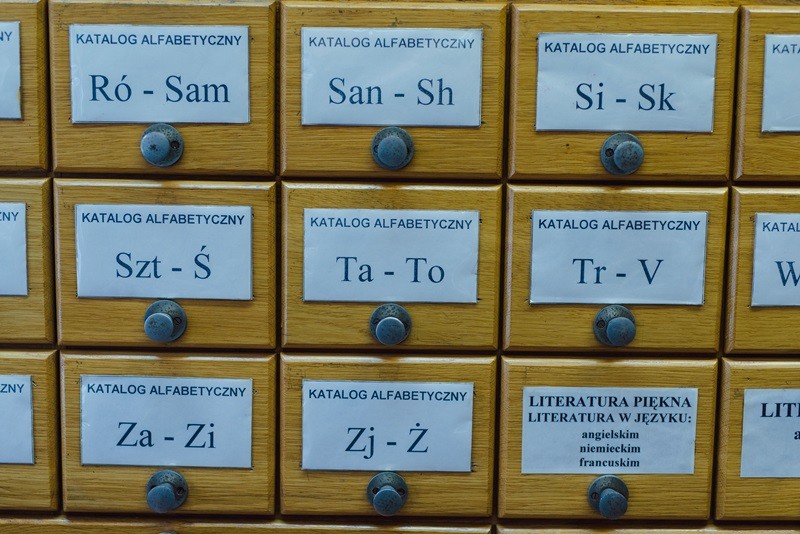 KATALOG ALFABETYCZNY
Ró - Sam
KATALOG ALFABETYCZNY
San - Sh
KATALOG ALFABETYCZNY
Si - Sk
KATALOG ALFABETYCZNY
Szt - Ś
KATALOG ALFABETYCZNY
Ta - To
KATALOG ALFABETYCZNY
Tr - V
KATALOG ALFABETYCZNY
Za - Zi
KATALOG ALFABETYCZNY
Zj - Ż
LITERATURA PIĘKNA
LITERATURA W JĘZYKU:
angielskim
niemieckim
francuskim